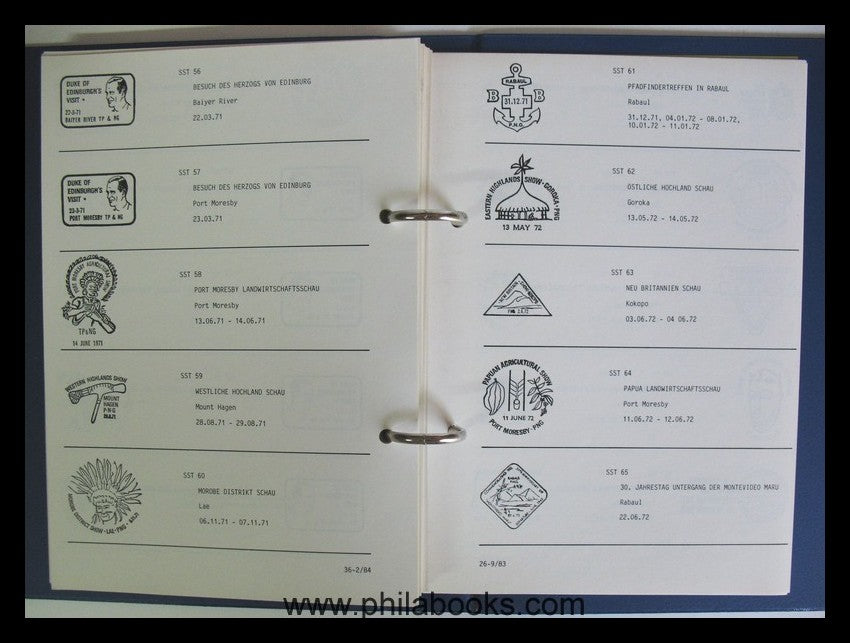 DUKE OF
EDINBURGH'S
VISIT
22-3-71
BAIYER RIVER TP & NG
SST 56
BESUCH DES HERZOGS VON EDINBURG
Baiyer River
22.03.71
DUKE OF
EDINBURGH'S
VISIT
23-3-71
PORT MORESBY TP & NG
SST 57
BESUCH DES HERZOGS VON EDINBURG
Port Moresby
23.03.71
PORT MORESBY AGRICULTURAL SHOW
TP&NG
14 JUNE 1971
SST 58
PORT MORESBY LANDWIRTSCHAFTSSCHAU
Port Moresby
13.06.71 - 14.06.71
WESTERN HIGHLANDS SHOW
MOUNT
HAGEN
P·N·G
SST 59
WESTLICHE HOCHLAND SCHAU
Mount Hagen
28.08.71 - 29.08.71
MOROBE DISTRICT SHOW - LAE - PNG
SST 60
MOROBE DISTRIKT SCHAU
Lae
06.11.71 - 07.11.71
36-2/84
RABAUL
B 31.12.71 B
P.N.G.
SST 61
PFADFINDERTREFFEN IN RABAUL
Rabaul
31.12.71, 04.01.72 - 08.01.72,
10.01.72 - 11.01.72
EASTERN HIGHLANDS SHOW·GOROKA·PNG
13 MAY 72
SST 62
ÖSTLICHE HOCHLAND SCHAU
Goroka
13.05.72 - 14.05.72
SST 63
NEU BRITANNIEN SCHAU
Kokopo
03.06.72 - 04 06.72
PAPUAN AGRICULTURAL SHOW
11 JUNE 72
PORT MORESBY·PNG
SST 64
PAPUA LANDWIRTSCHAFTSSCHAU
Port Moresby
11.06.72 - 12.06.72
SST 65
30. JAHRESTAG UNTERGANG DER MONTEVIDEO MARU
Rabaul
22.06.72
26-9/83
www.philabooks.com